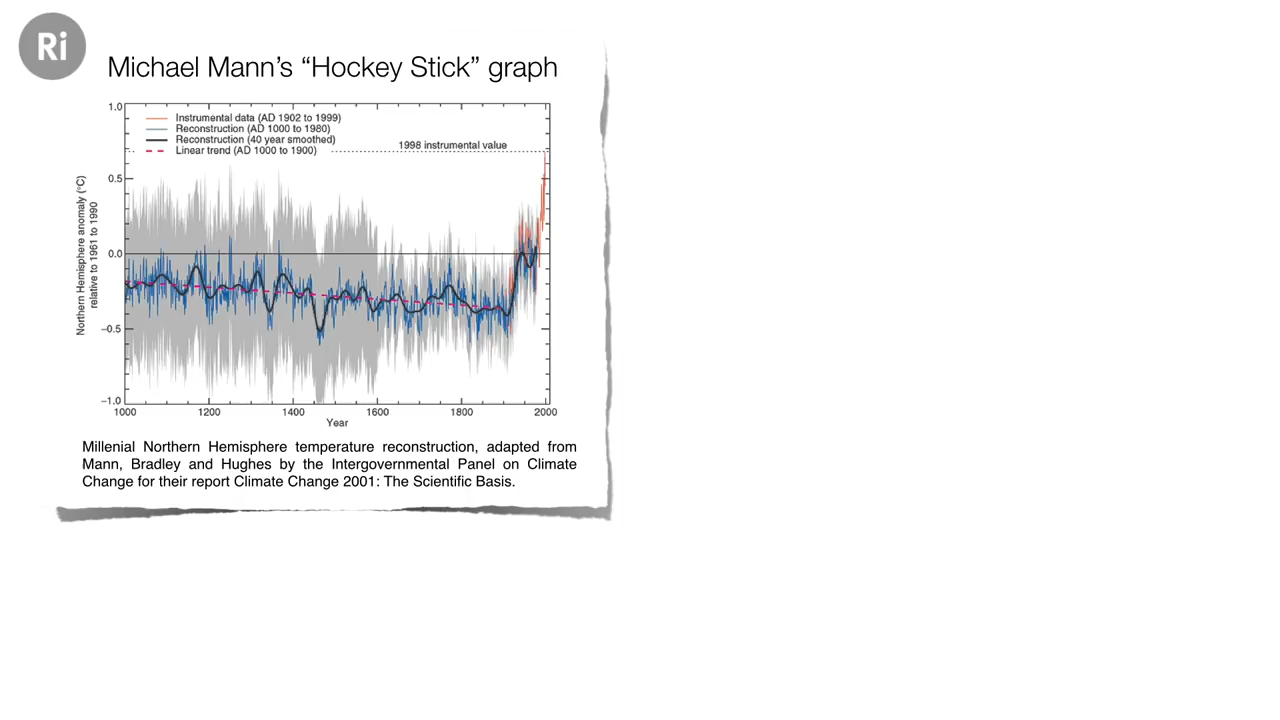 Ri
Michael Mann's “Hockey Stick” graph
1.0
0.5
0.0
−0.5
−1.0
Northern Hemisphere anomaly (°C)
relative to 1961 to 1990
Instrumental data (AD 1902 to 1999)
Reconstruction (AD 1000 to 1980)
Reconstruction (40 year smoothed)
Linear trend (AD 1000 to 1900)
1998 instrumental value
1000 1200 1400 1600 1800 2000
Year
Millenial Northern Hemisphere temperature reconstruction, adapted from
Mann, Bradley and Hughes by the Intergovernmental Panel on Climate
Change for their report Climate Change 2001: The Scientific Basis.